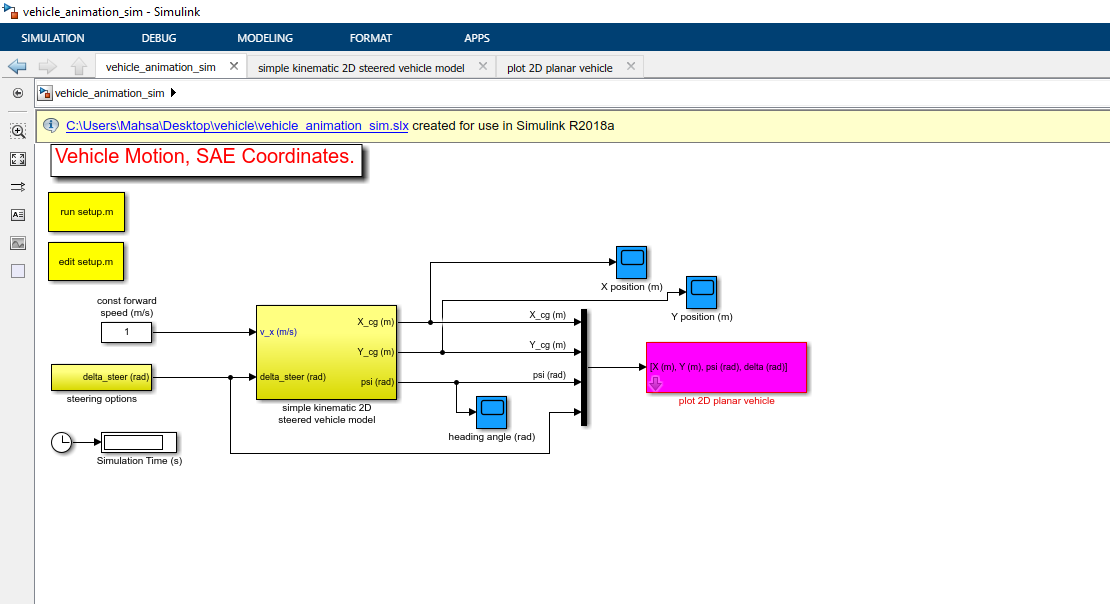 vehicle_animation_sim - Simulink
SIMULATION DEBUG MODELING FORMAT APPS
vehicle_animation_sim simple kinematic 2D steered vehicle model plot 2D planar vehicle
vehicle_animation_sim
C:\Users\Mahsa\Desktop\vehicle\vehicle_animation_sim.slx created for use in Simulink R2018a
Vehicle Motion, SAE Coordinates.
run setup.m
edit setup.m
const forward
speed (m/s)
1
delta_steer (rad)
steering options
Simulation Time (s)
v_x (m/s)
delta_steer (rad)
X_cg (m)
Y_cg (m)
psi (rad)
simple kinematic 2D
steered vehicle model
heading angle (rad)
X position (m)
Y position (m)
X_cg (m)
Y_cg (m)
psi (rad)
[X (m), Y (m), psi (rad), delta (rad)]
plot 2D planar vehicle